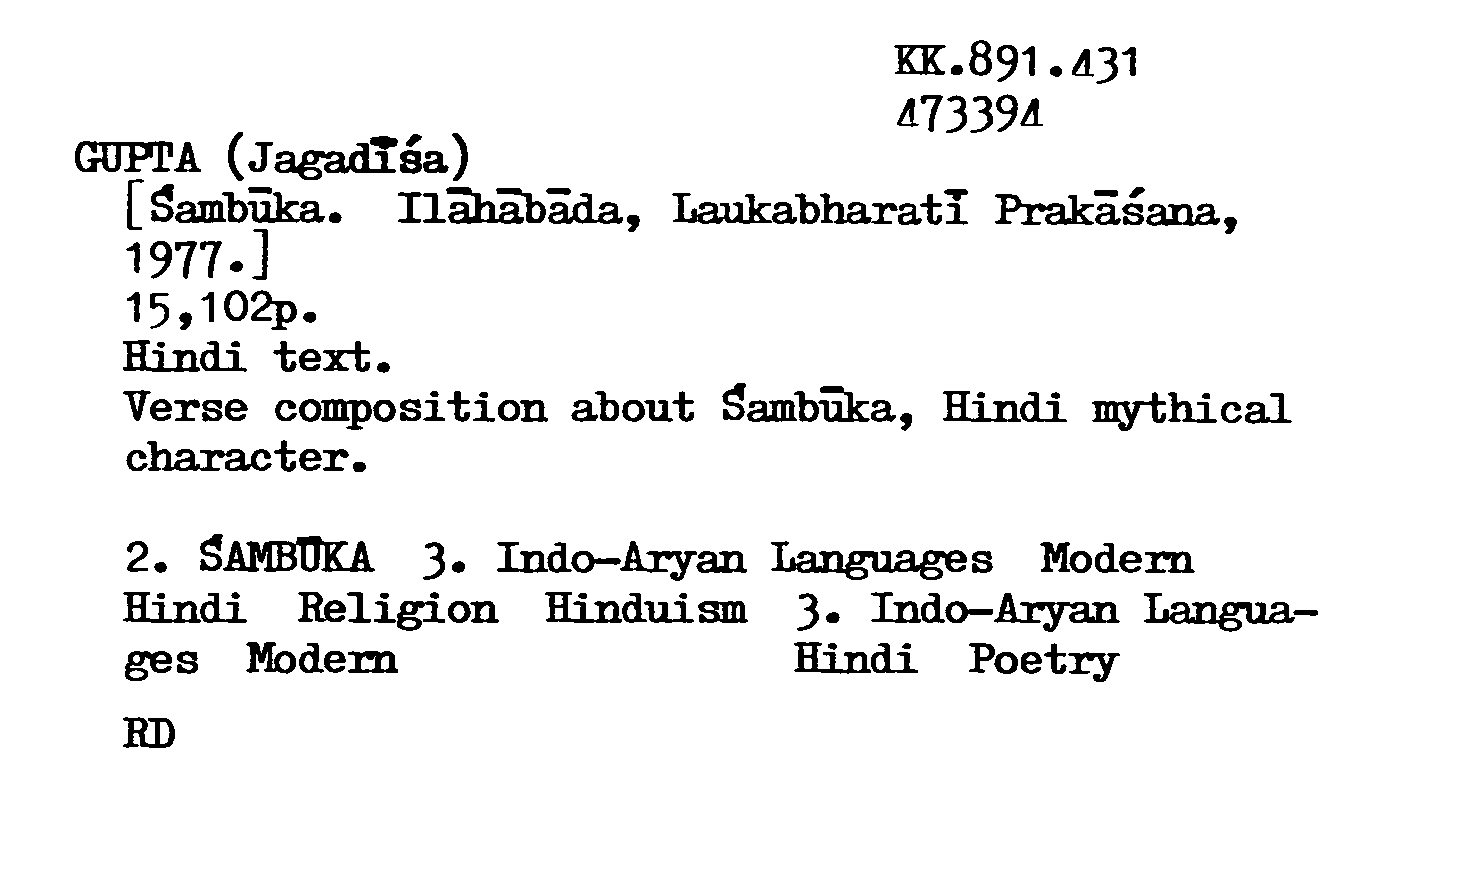 KK.891.431
473394
GUPTA (Jagadīśa)
[Śambūka. Ilāhābāda, Laukabharatī Prakāśana,
1977.]
15,102p.
Hindi text.
Verse composition about Śambūka, Hindi mythical
character.
2. ŚAMBŪKA 3. Indo-Aryan Languages Modern
Hindi Religion Hinduism 3. Indo-Aryan Langua-
ges Modern Hindi Poetry
RD